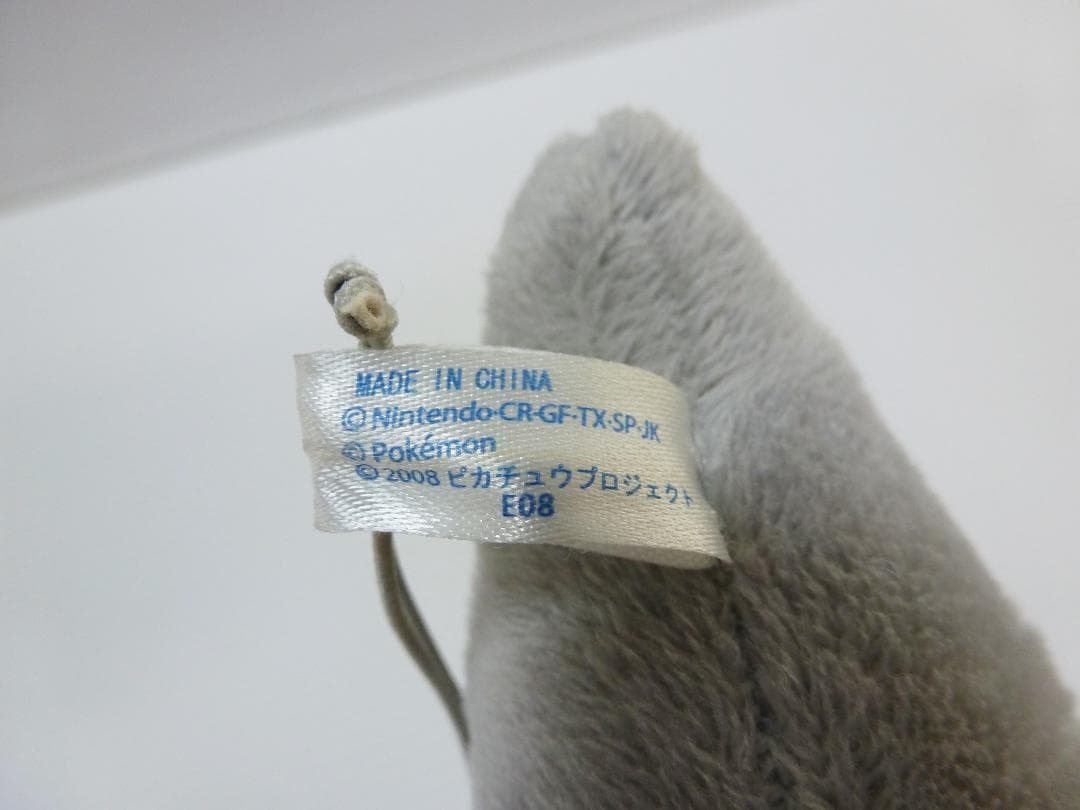 MADE IN CHINA
©Nintendo·CR·GF·TX·SP·JK
©Pokémon
©2008 ピカチュウプロジェクト
E08